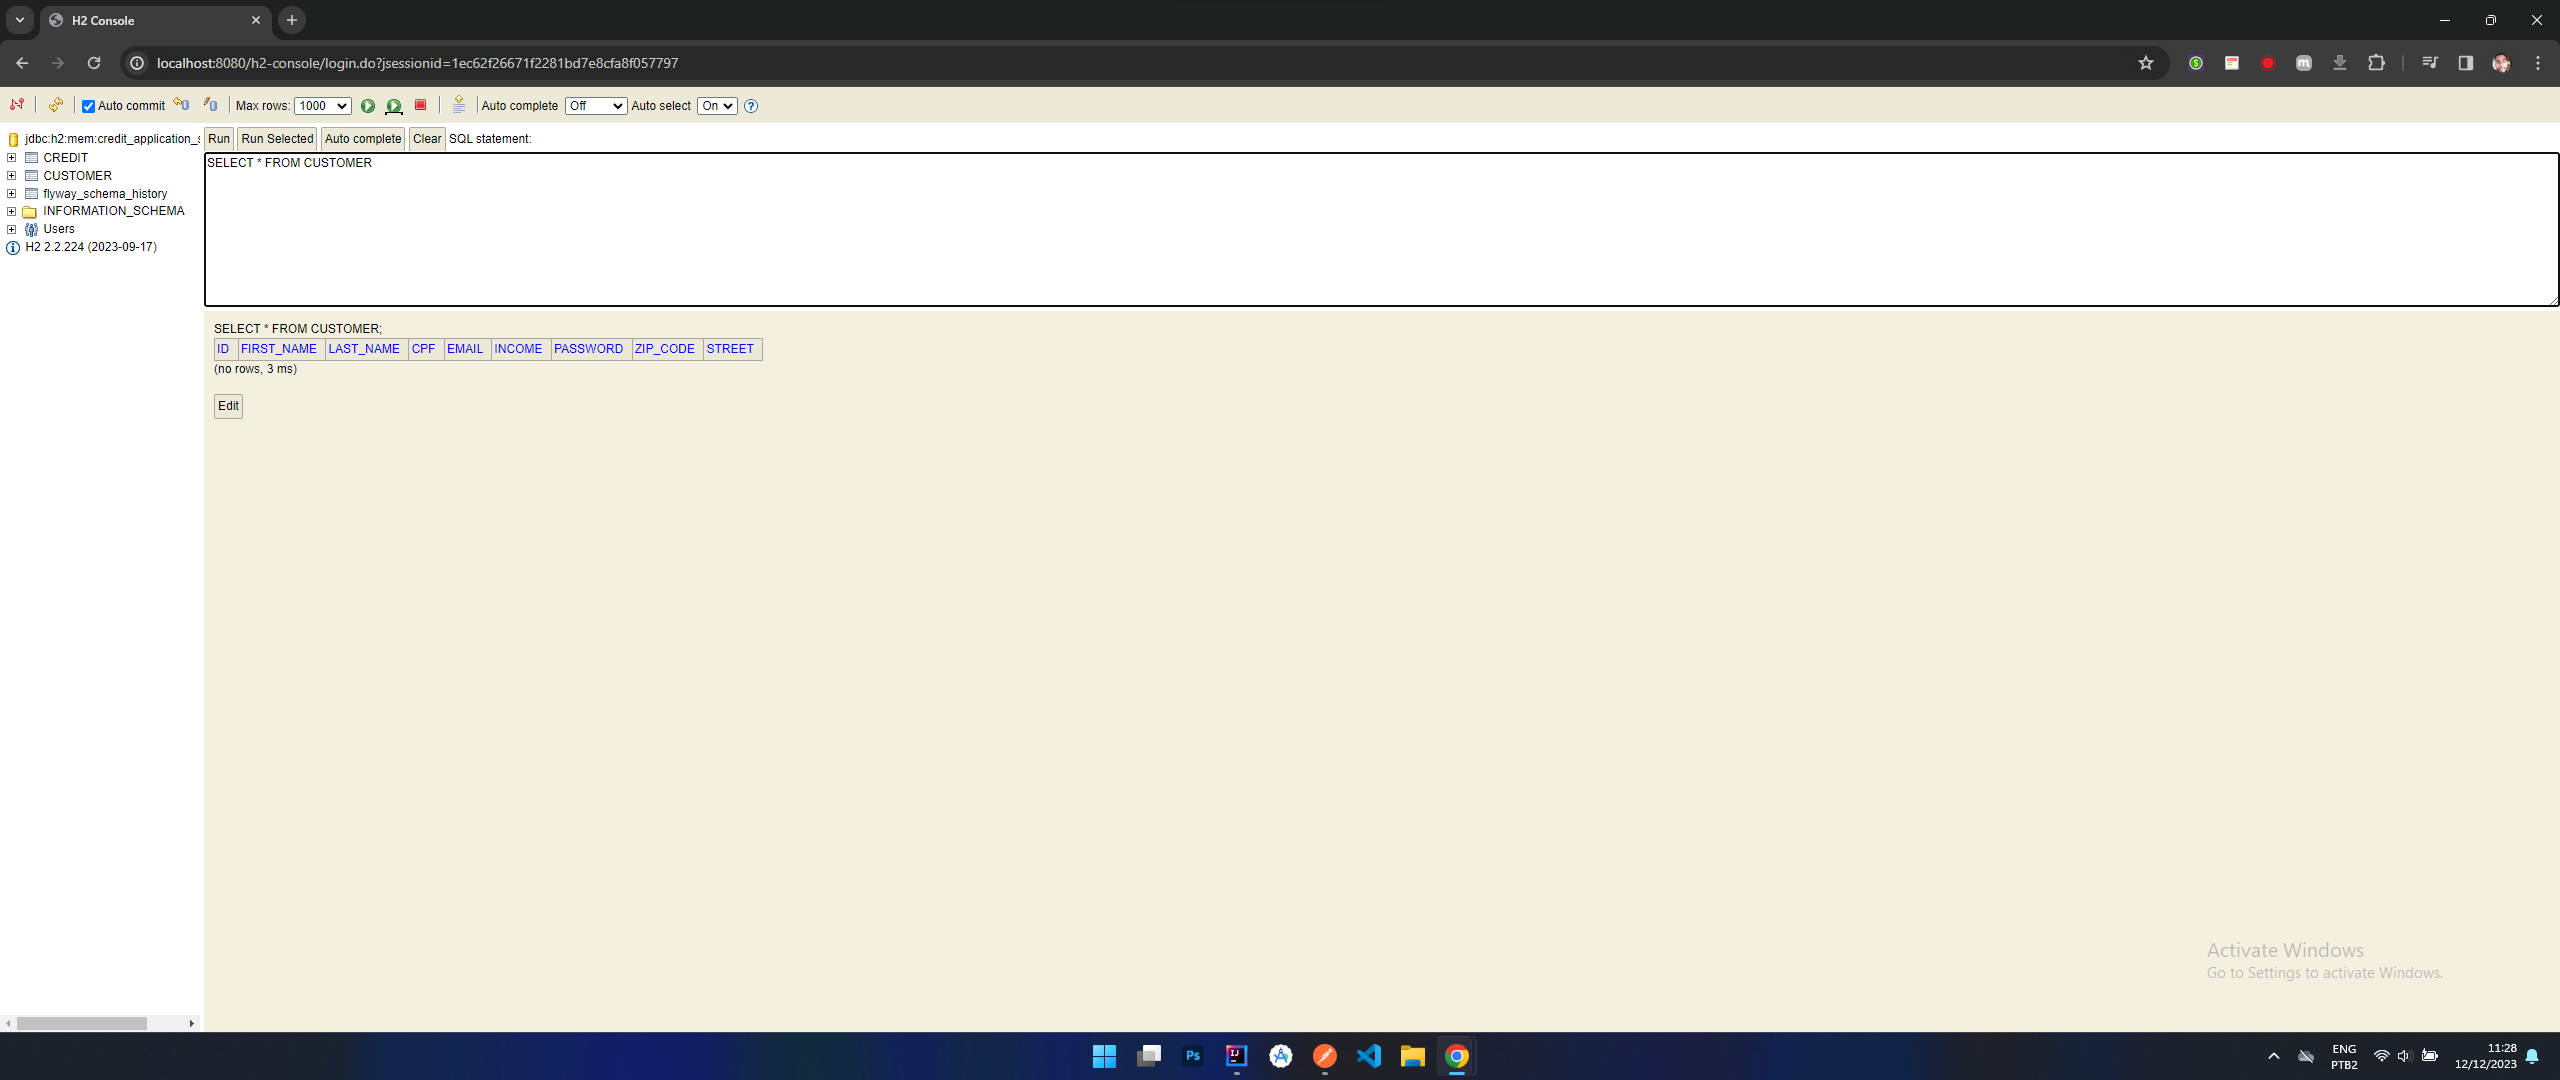 H2 Console
localhost:8080/h2-console/login.do?jsessionid=1ec62f26671f2281bd7e8cfa8f057797
Auto commit Max rows: 1000 Auto complete Off Auto select On
jdbc:h2:mem:credit_application_s
CREDIT
CUSTOMER
flyway_schema_history
INFORMATION_SCHEMA
Users
H2 2.2.224 (2023-09-17)
Run Run Selected Auto complete Clear SQL statement:
SELECT * FROM CUSTOMER
SELECT * FROM CUSTOMER;
ID FIRST_NAME LAST_NAME CPF EMAIL INCOME PASSWORD ZIP_CODE STREET
(no rows, 3 ms)
Edit
Activate Windows
Go to Settings to activate Windows.
Ps
IJ
ENG
PTB2
11:28
12/12/2023